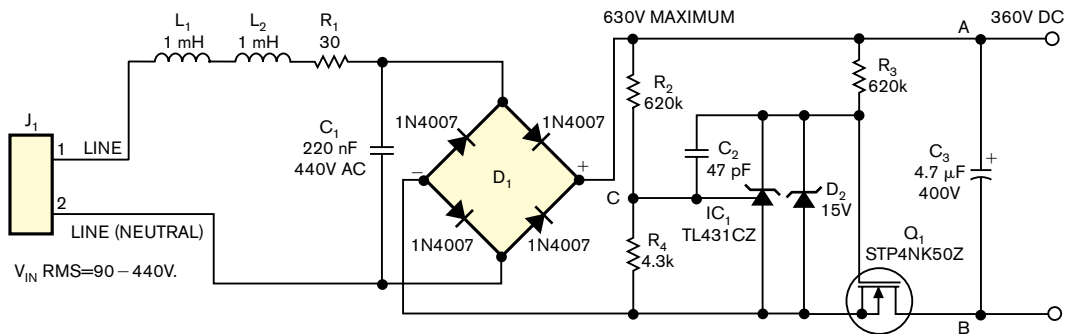 L1
1 mH
L2
1 mH
R1
30
630V MAXIMUM
A
360V DC
J1
1
LINE
2
LINE (NEUTRAL)
VIN RMS=90–440V.
C1
220 nF
440V AC
1N4007
1N4007
–
+
D1
1N4007
1N4007
R2
620k
R3
620k
C2
47 pF
C
IC1
TL431CZ
D2
15V
R4
4.3k
C3
4.7 µF
400V
+
Q1
STP4NK50Z
B